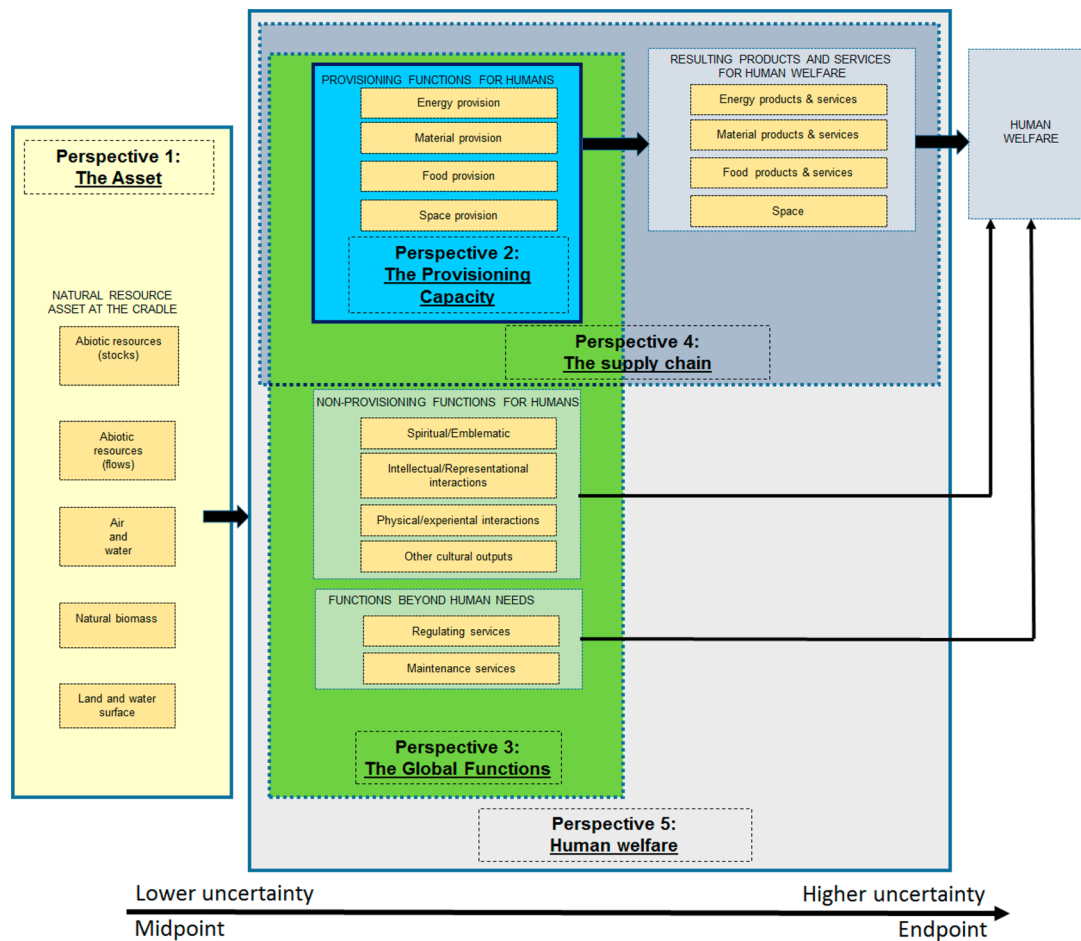 Perspective 1:
The Asset
NATURAL RESOURCE
ASSET AT THE CRADLE
Abiotic resources
(stocks)
Abiotic
resources
(flows)
Air
and
water
Natural biomass
Land and water
surface
PROVISIONING FUNCTIONS FOR HUMANS
Energy provision
Material provision
Food provision
Space provision
Perspective 2:
The Provisioning
Capacity
RESULTING PRODUCTS AND SERVICES
FOR HUMAN WELFARE
Energy products & services
Material products & services
Food products & services
Space
HUMAN
WELFARE
Perspective 4:
The supply chain
NON-PROVISIONING FUNCTIONS FOR HUMANS
Spiritual/Emblematic
Intellectual/Representational
interactions
Physical/experiental interactions
Other cultural outputs
FUNCTIONS BEYOND HUMAN NEEDS
Regulating services
Maintenance services
Perspective 3:
The Global Functions
Perspective 5:
Human welfare
Lower uncertainty
Higher uncertainty
Midpoint
Endpoint